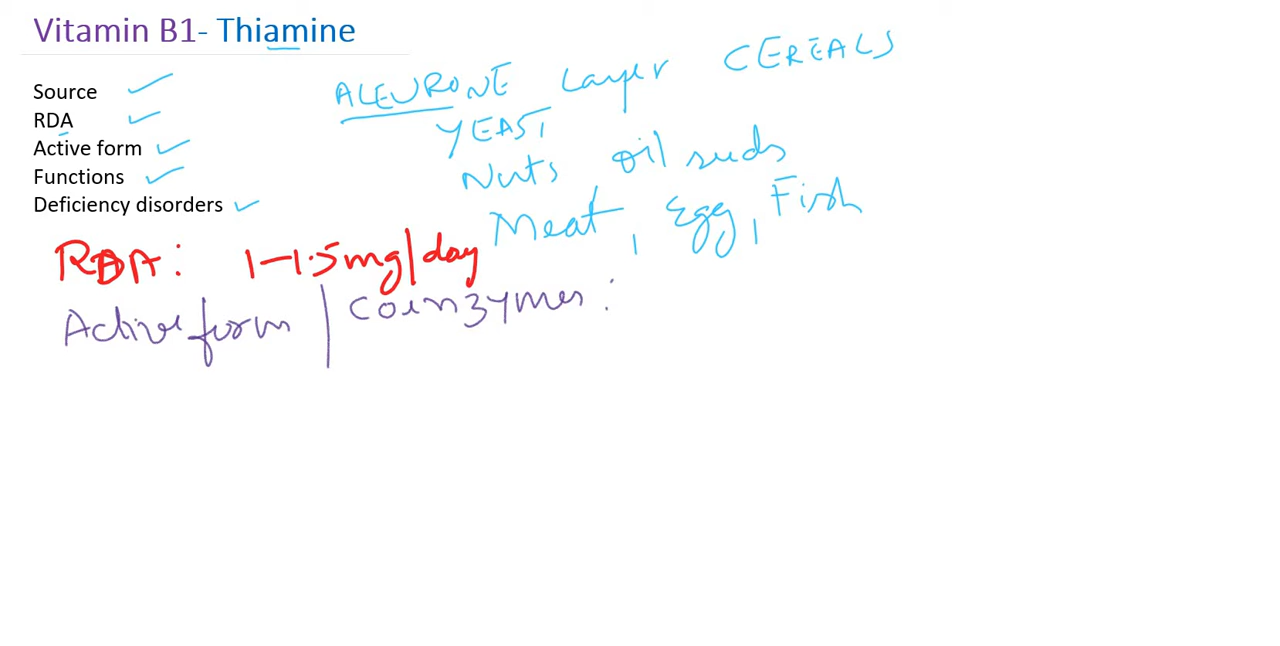 Vitamin B1- Thiamine
Source
RDA
Active form
Functions
Deficiency disorders
ALEURONE Layer CEREALS
YEAST
Nuts oil seeds
Meat, Egg, Fish
RDA: 1-1.5mg/day
Active form / Coenzymes: